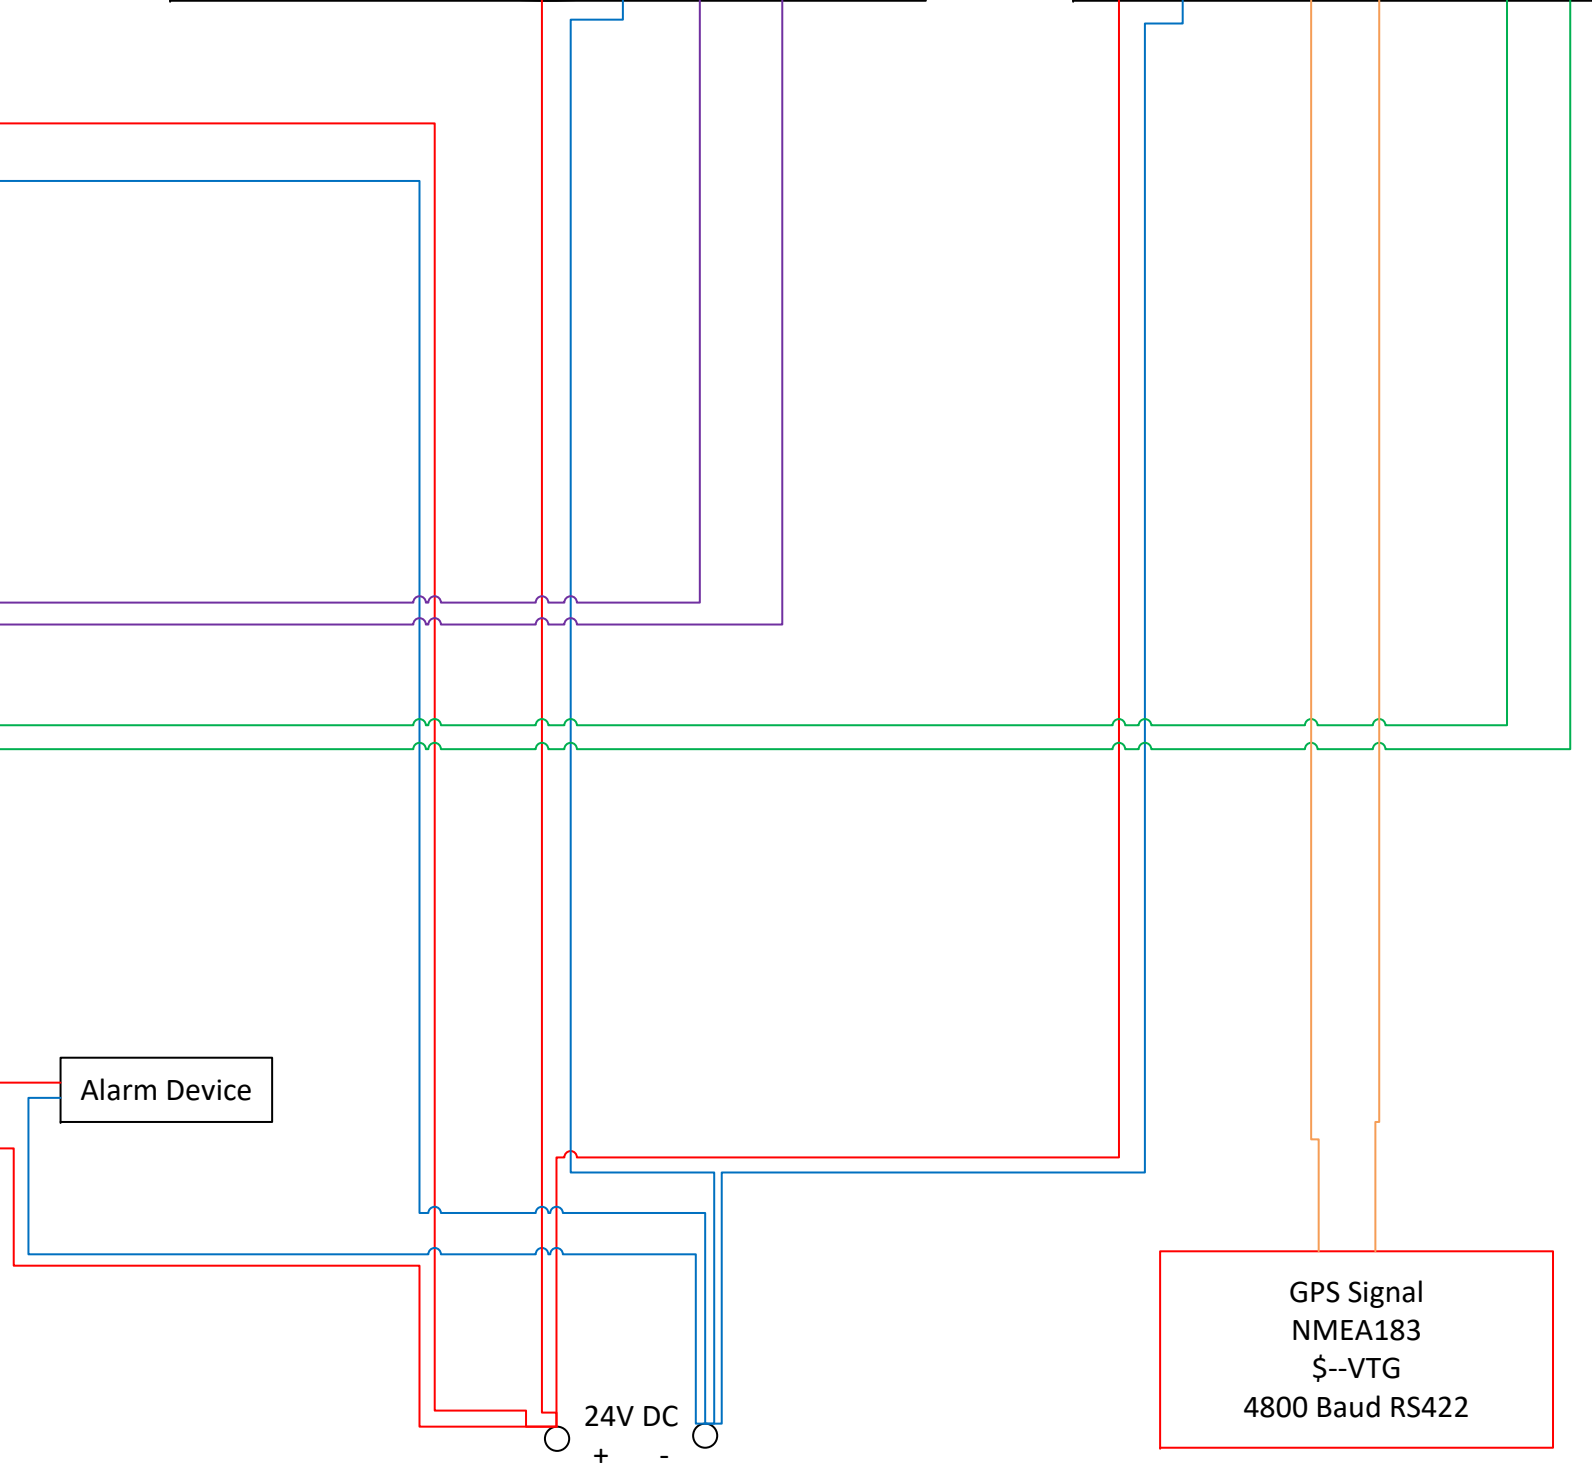 Alarm Device
24V DC
+ -
GPS Signal
NMEA183
$--VTG
4800 Baud RS422